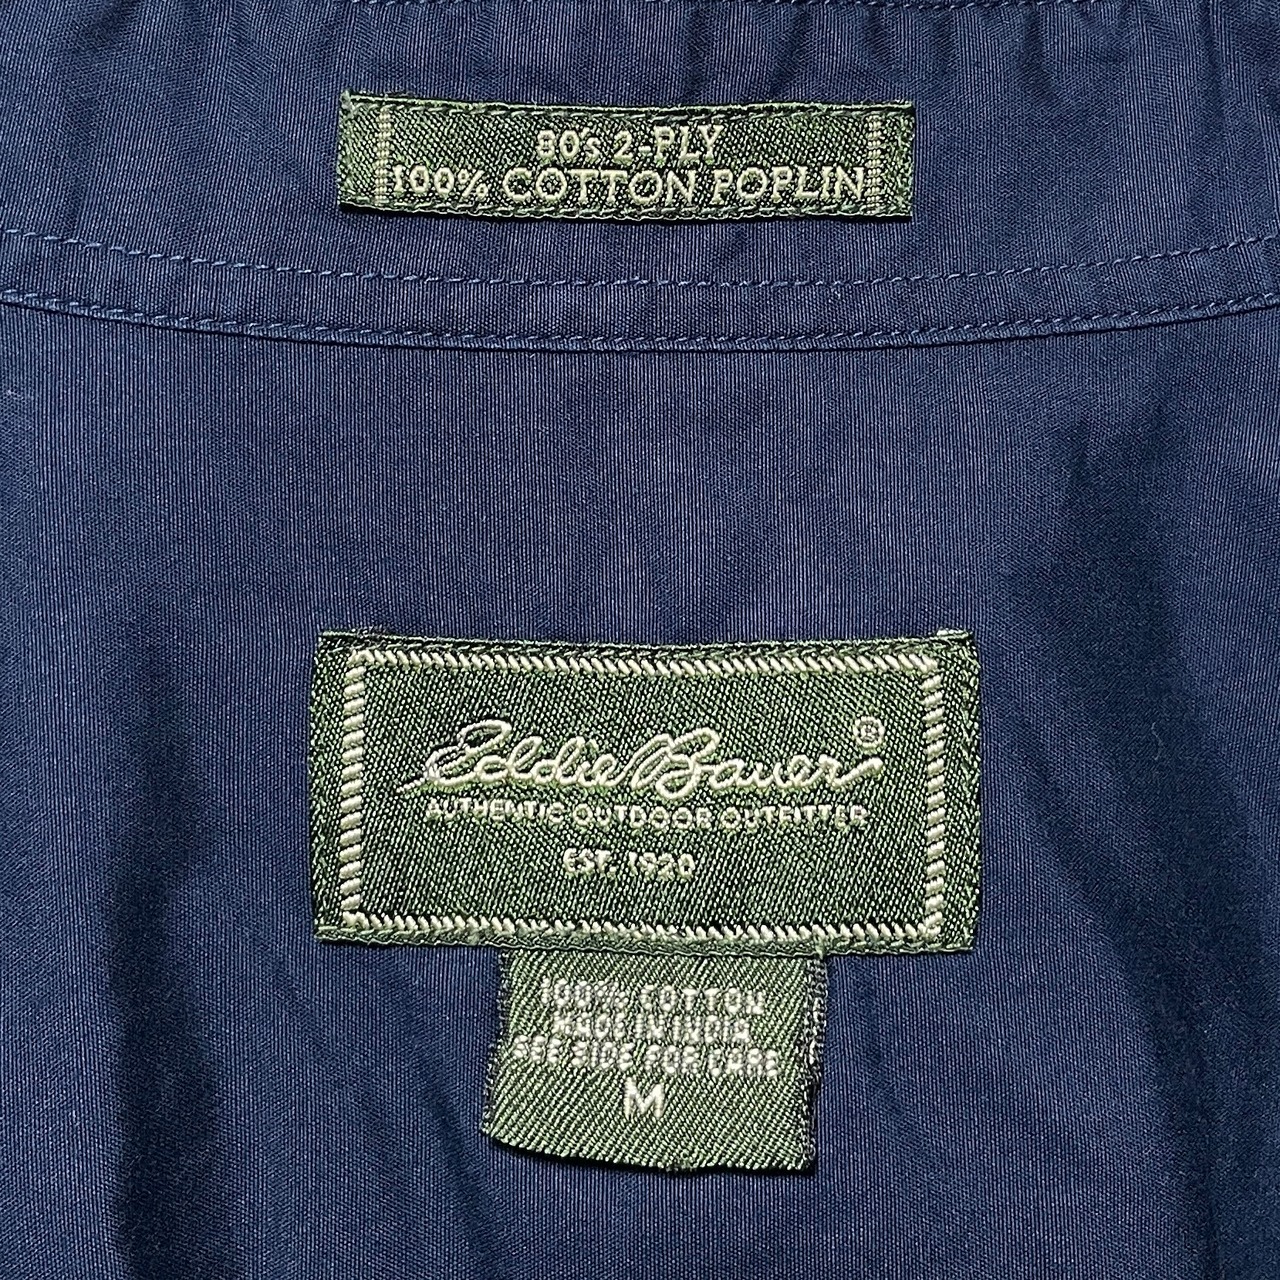 80's 2-PLY
100% COTTON POPLIN
Eddie Bauer®
AUTHENTIC OUTDOOR OUTFITTER
EST. 1920
100% COTTON
MADE IN INDIA
SEE SIDE FOR CARE
M